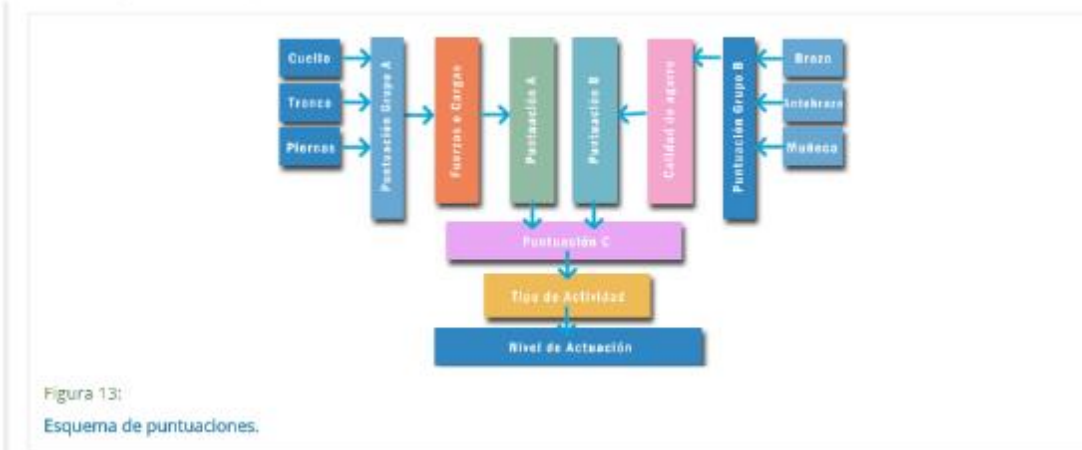 Cuello
Tronco
Piernas
Puntuación Grupo A
Fuerzas o Cargas
Puntuación A
Puntuación B
Calidad de agarre
Puntuación Grupo B
Brazo
Antebrazo
Muñeca
Puntuación C
Tipo de Actividad
Nivel de Actuación
Figura 13:
Esquema de puntuaciones.